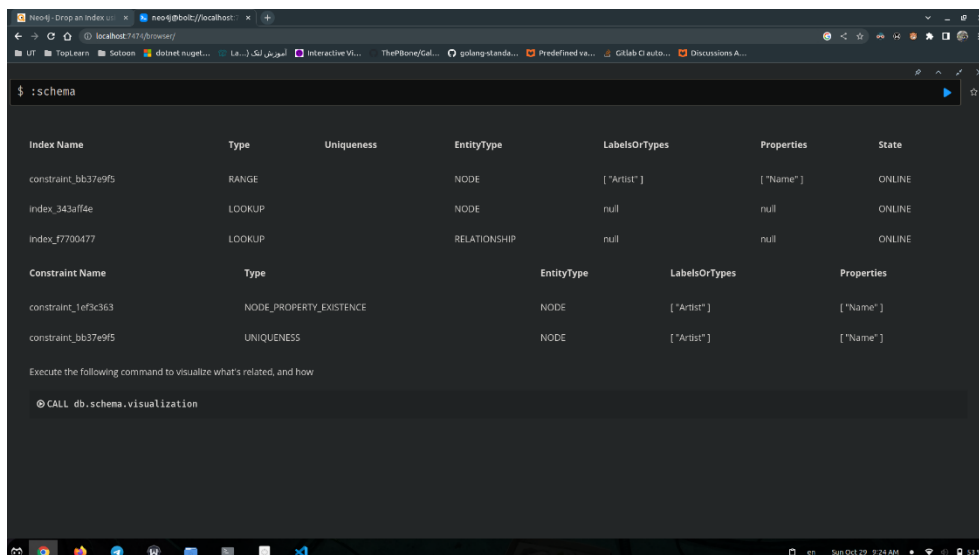 Neo4j - Drop an Index us
neo4j@bolt://localhost:
localhost:7474/browser/
UT TopLearn Sotoon dotnet nuget... La...) آموزش لنک Interactive Vi... ThePBone/Gal... golang-standa... Predefined va... Gitlab CI auto... Discussions A...
$ :schema
Index Name Type Uniqueness EntityType LabelsOrTypes Properties State
constraint_bb37e9f5 RANGE NODE [ "Artist" ] [ "Name" ] ONLINE
index_343aff4e LOOKUP NODE null null ONLINE
index_f7700477 LOOKUP RELATIONSHIP null null ONLINE
Constraint Name Type EntityType LabelsOrTypes Properties
constraint_1ef3c363 NODE_PROPERTY_EXISTENCE NODE [ "Artist" ] [ "Name" ]
constraint_bb37e9f5 UNIQUENESS NODE [ "Artist" ] [ "Name" ]
Execute the following command to visualize what's related, and how
CALL db.schema.visualization
en Sun Oct 29 9:24 AM